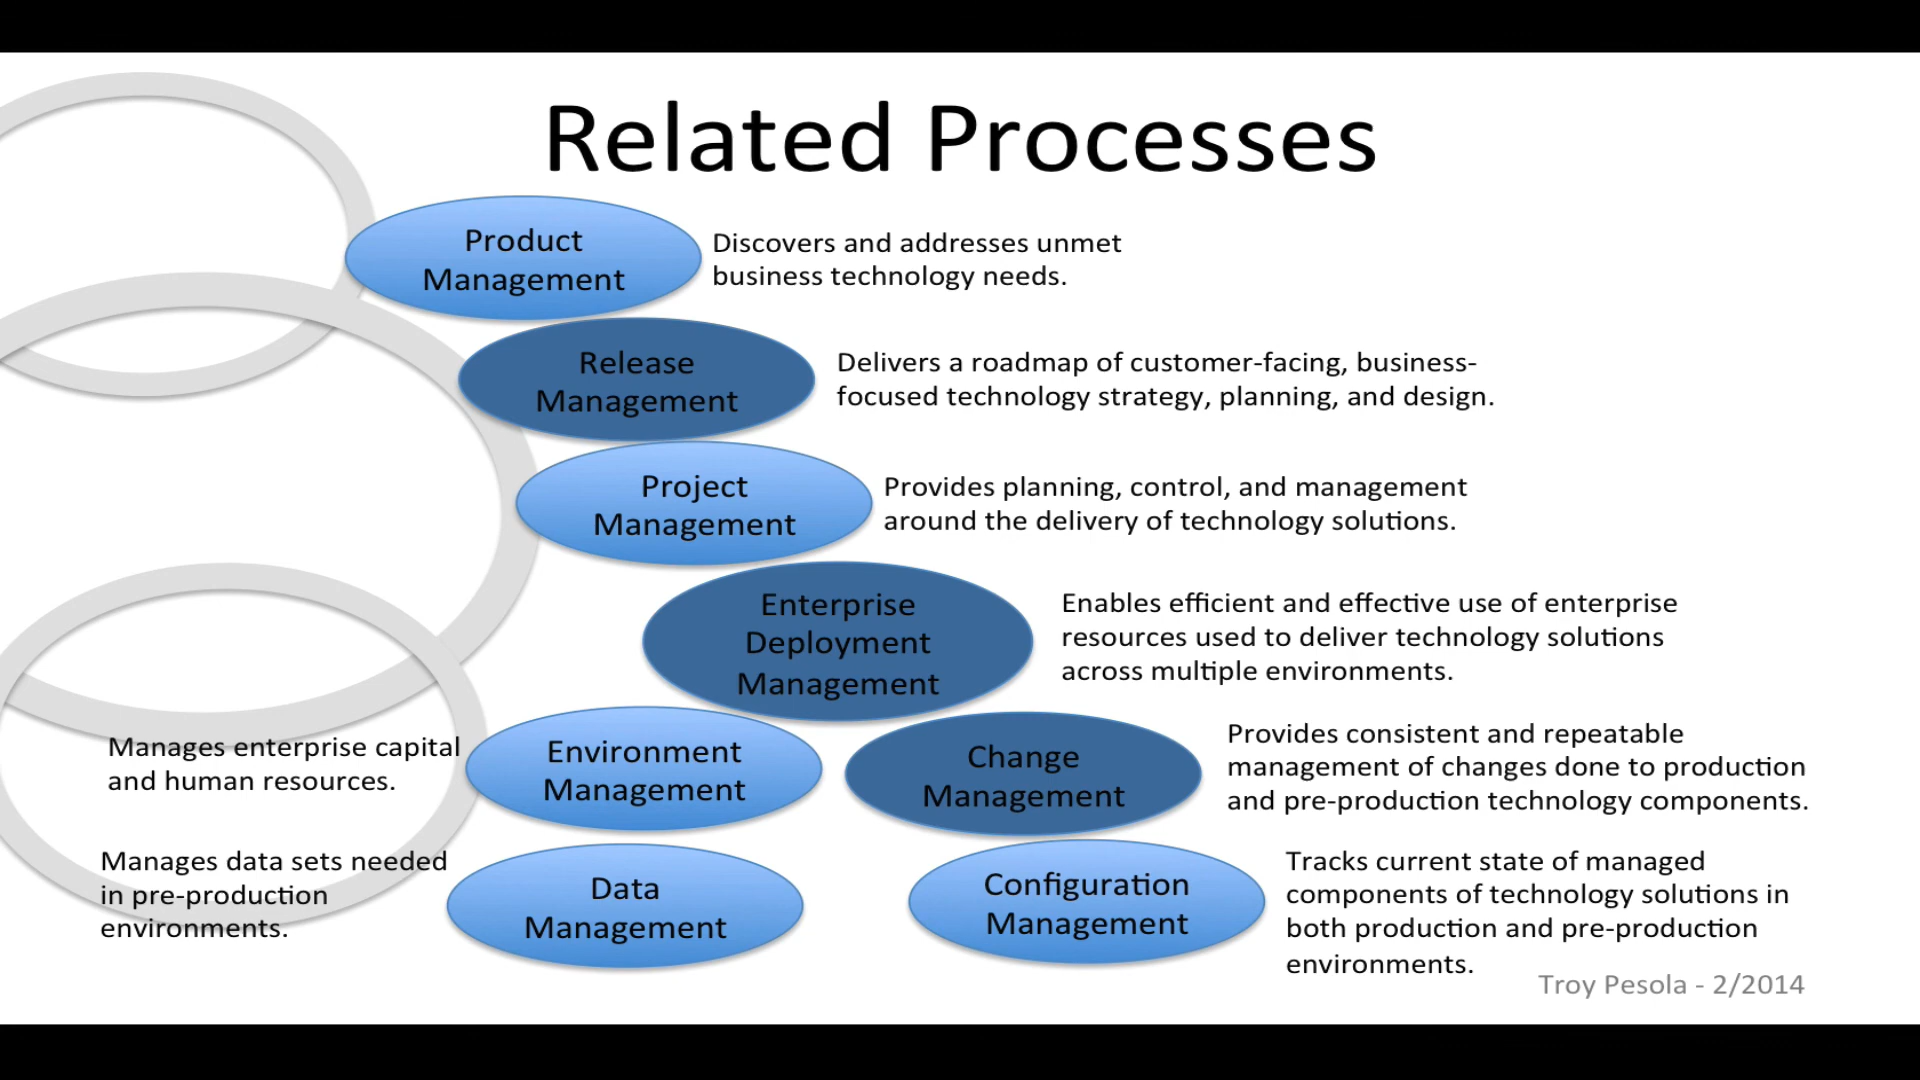 Related Processes
Product
Management
Discovers and addresses unmet
business technology needs.
Release
Management
Delivers a roadmap of customer-facing, business-
focused technology strategy, planning, and design.
Project
Management
Provides planning, control, and management
around the delivery of technology solutions.
Enterprise
Deployment
Management
Enables efficient and effective use of enterprise
resources used to deliver technology solutions
across multiple environments.
Manages enterprise capital
and human resources.
Environment
Management
Change
Management
Provides consistent and repeatable
management of changes done to production
and pre-production technology components.
Manages data sets needed
in pre-production
environments.
Data
Management
Configuration
Management
Tracks current state of managed
components of technology solutions in
both production and pre-production
environments.
Troy Pesola - 2/2014